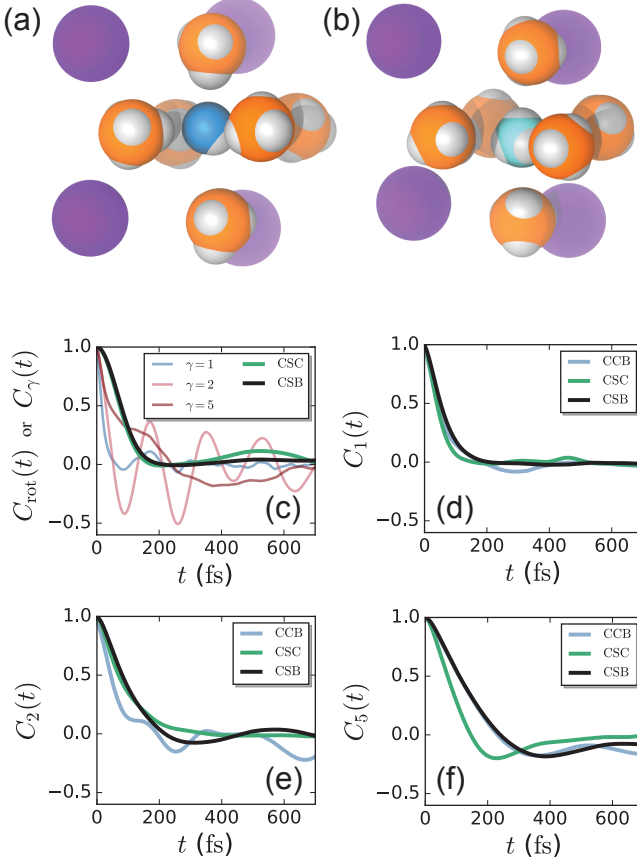 (a)
(b)
C_rot(t) or C_γ(t)
1.0
0.5
0.0
−0.5
0 200 400 600
t (fs)
γ = 1
γ = 2
γ = 5
CSC
CSB
(c)
C_1(t)
1.0
0.5
0.0
−0.5
0 200 400 600
t (fs)
CCB
CSC
CSB
(d)
C_2(t)
1.0
0.5
0.0
−0.5
0 200 400 600
t (fs)
CCB
CSC
CSB
(e)
C_5(t)
1.0
0.5
0.0
−0.5
0 200 400 600
t (fs)
CCB
CSC
CSB
(f)